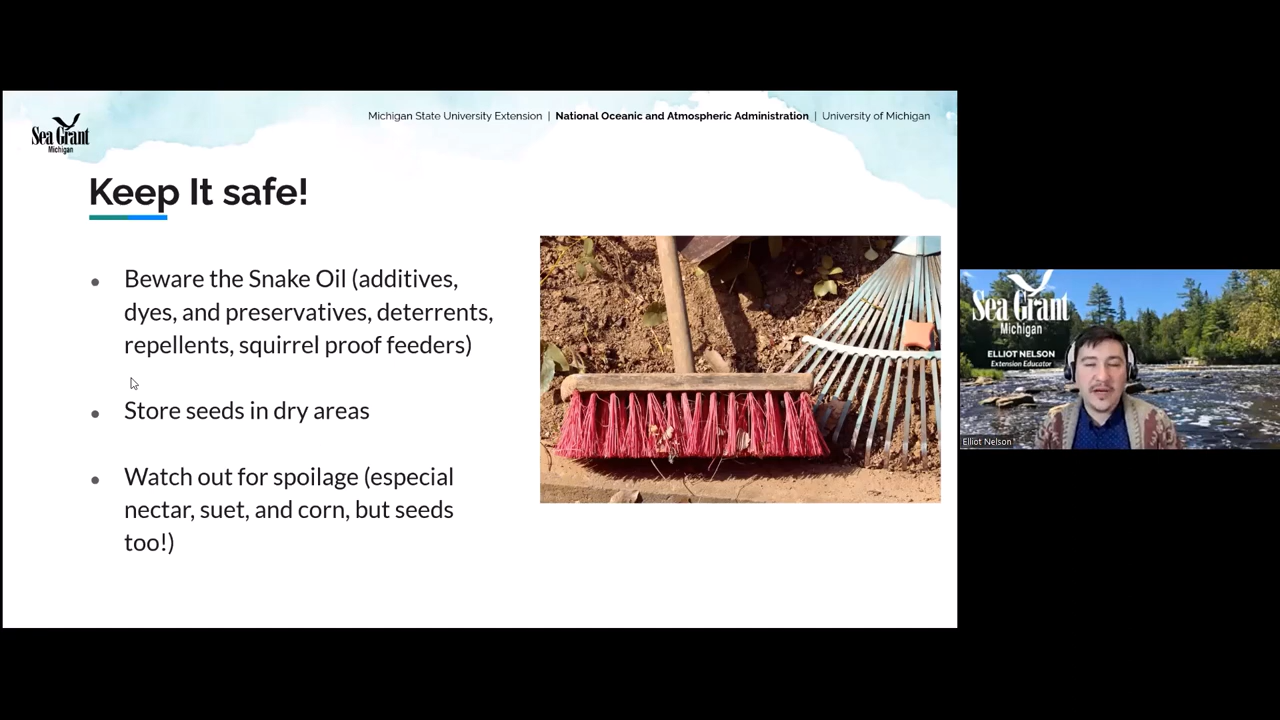 Sea Grant
Michigan
Michigan State University Extension | National Oceanic and Atmospheric Administration | University of Michigan
Keep It safe!
Beware the Snake Oil (additives,
dyes, and preservatives, deterrents,
repellents, squirrel proof feeders)
Store seeds in dry areas
Watch out for spoilage (especial
nectar, suet, and corn, but seeds
too!)
Sea Grant
Michigan
ELLIOT NELSON
Extension Educator
Elliot Nelson